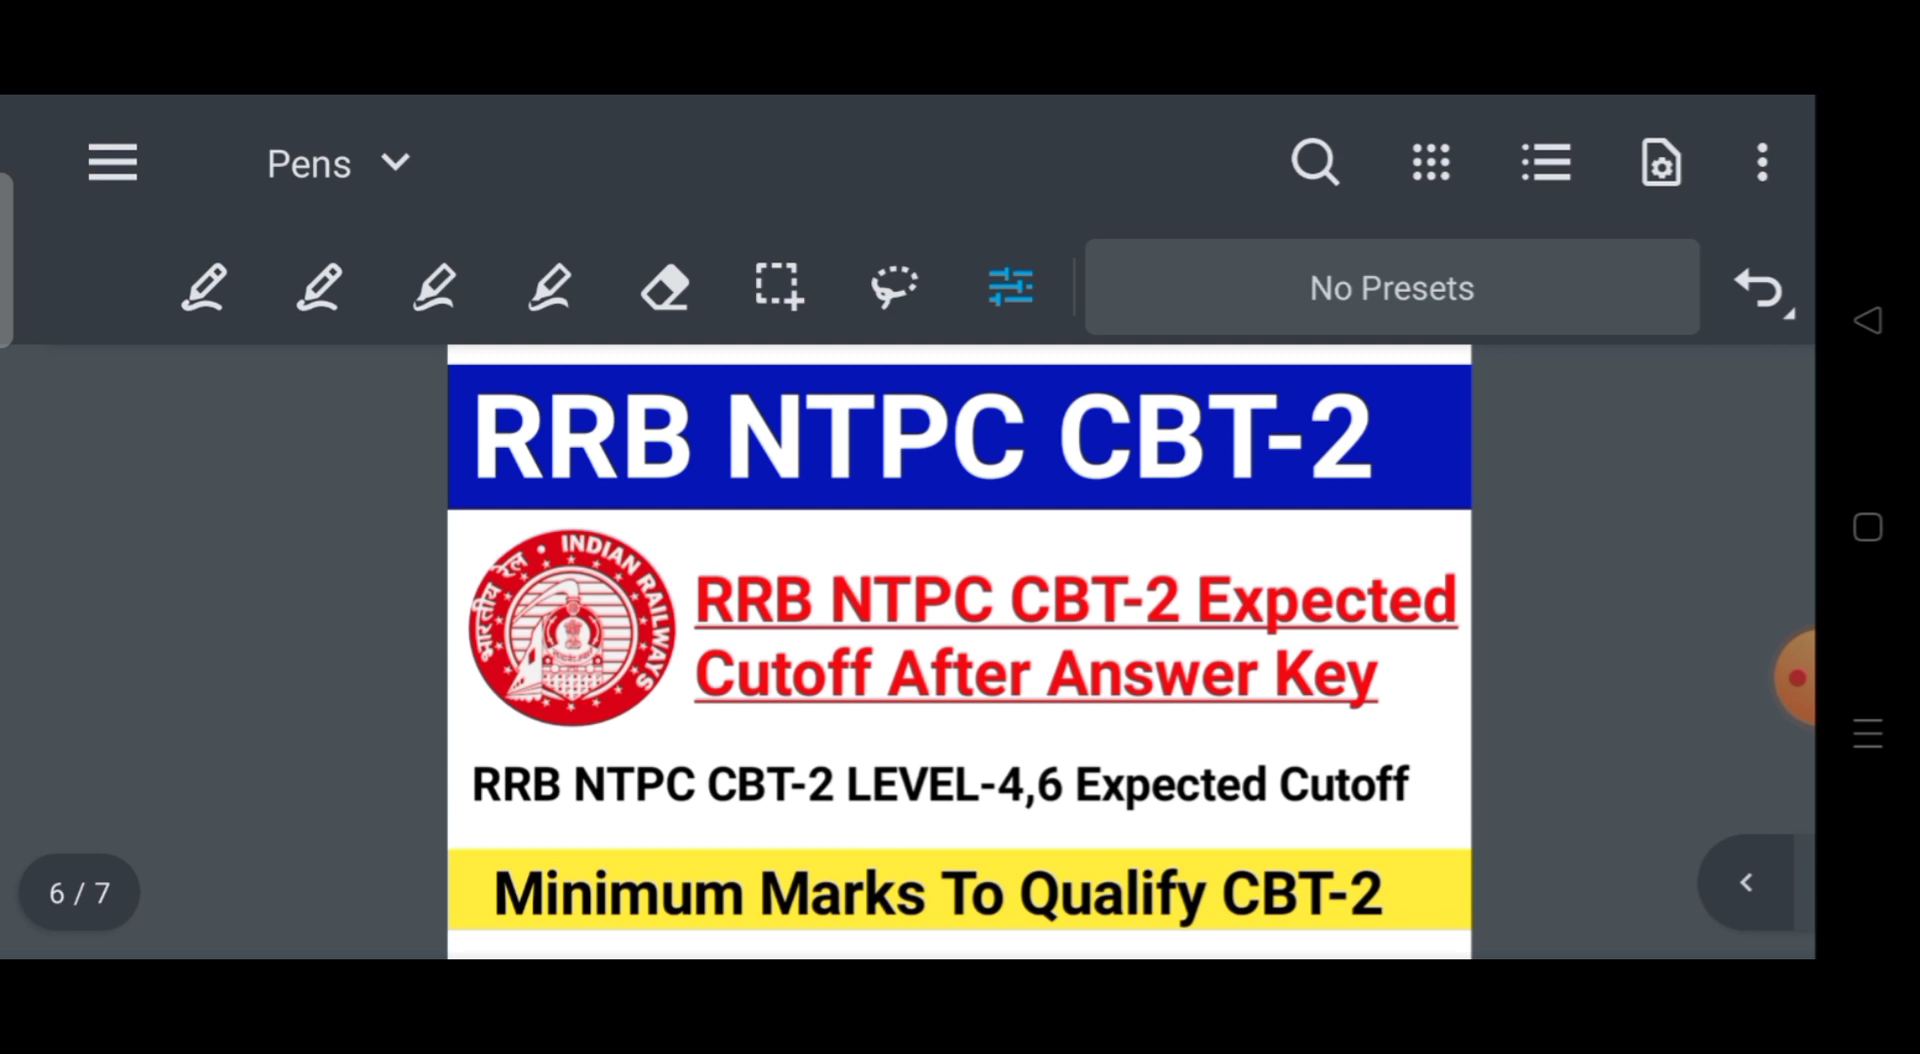 Pens
No Presets
RRB NTPC CBT-2
भारतीय रेल • INDIAN RAILWAYS
RRB NTPC CBT-2 Expected
Cutoff After Answer Key
RRB NTPC CBT-2 LEVEL-4,6 Expected Cutoff
Minimum Marks To Qualify CBT-2
6 / 7